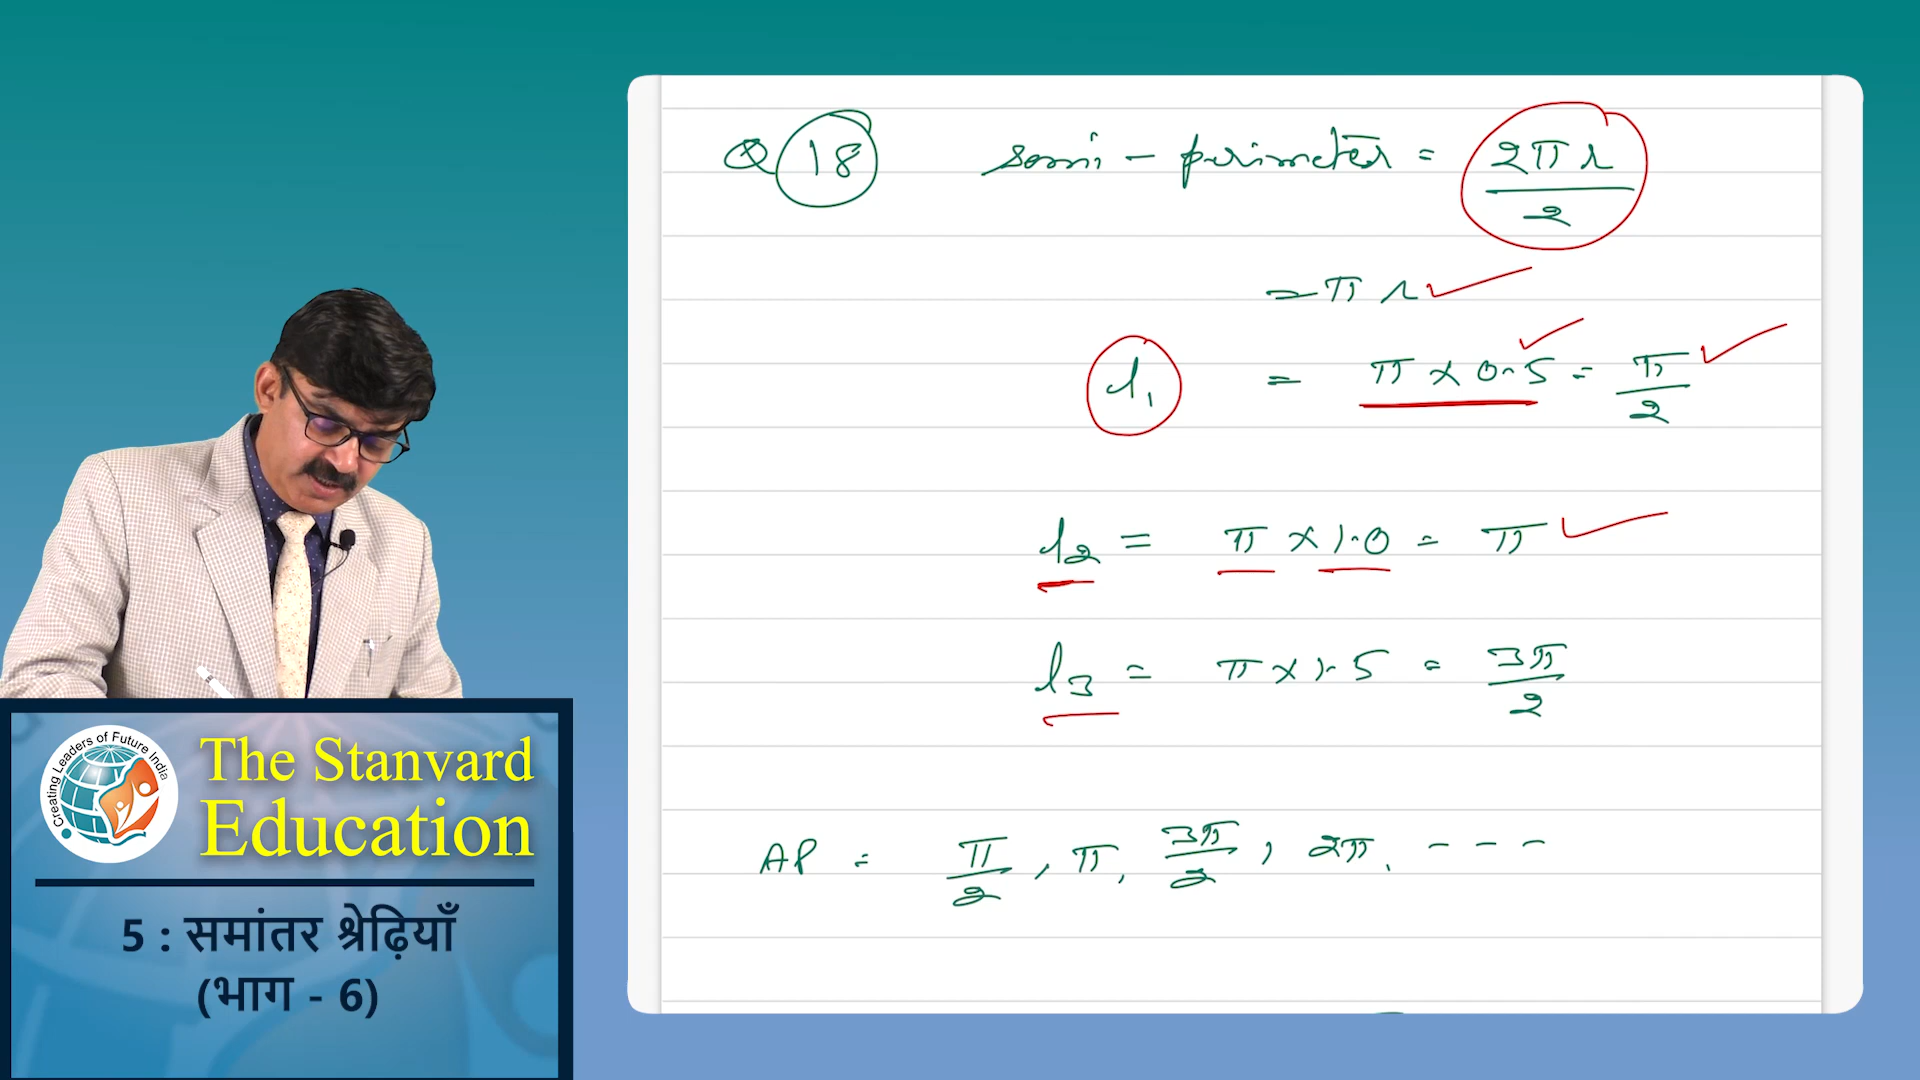 Q 18 semi - perimeter = 2πr/2
= πr
l₁ = π × 0.5 = π/2
l₂ = π × 1.0 = π
l₃ = π × 1.5 = 3π/2
AP = π/2, π, 3π/2, 2π, - - -
Creating Leaders of Future India
The Stanvard
Education
5 : समांतर श्रेढ़ियाँ
(भाग - 6)